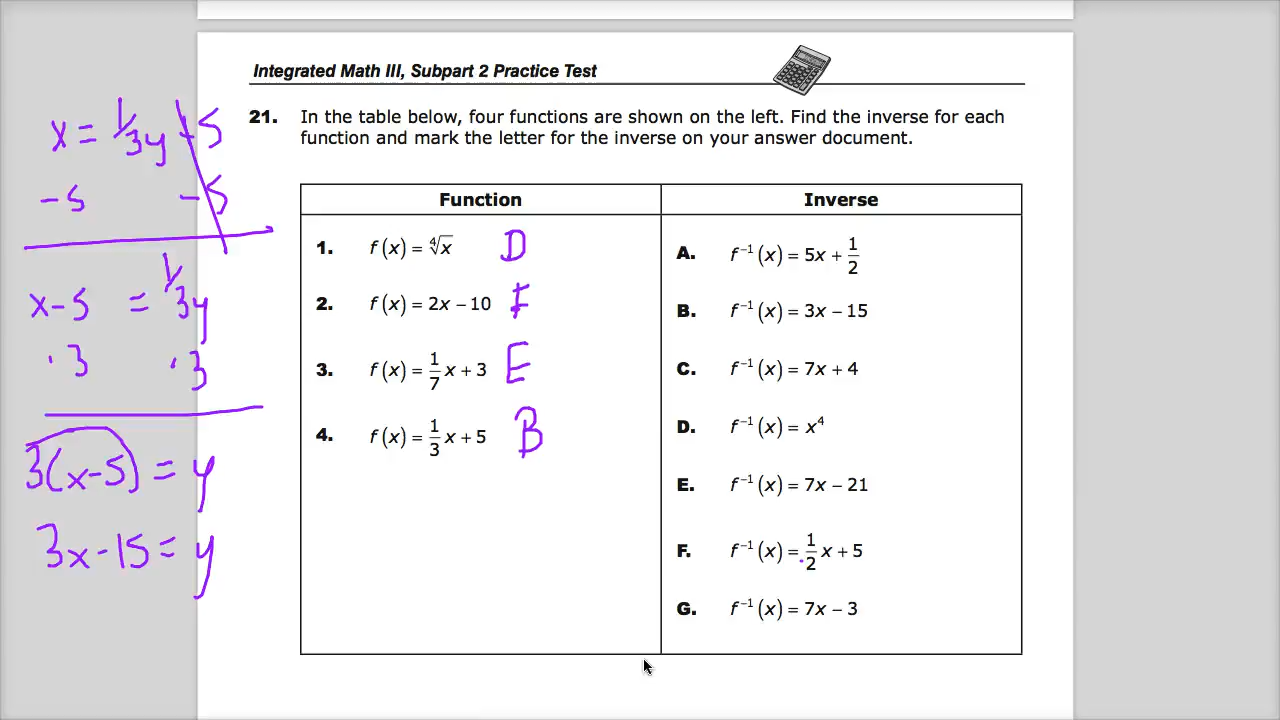 Integrated Math III, Subpart 2 Practice Test
21. In the table below, four functions are shown on the left. Find the inverse for each
function and mark the letter for the inverse on your answer document.
Function
1. f(x) = ∜x D
2. f(x) = 2x − 10 F
3. f(x) = 1/7 x + 3 E
4. f(x) = 1/3 x + 5 B
Inverse
A. f⁻¹(x) = 5x + 1/2
B. f⁻¹(x) = 3x − 15
C. f⁻¹(x) = 7x + 4
D. f⁻¹(x) = x⁴
E. f⁻¹(x) = 7x − 21
F. f⁻¹(x) = 1/2 x + 5
G. f⁻¹(x) = 7x − 3
x = 1/3y + 5
-5 -5
x-5 = 1/3y
·3 ·3
3(x-5) = y
3x-15 = y